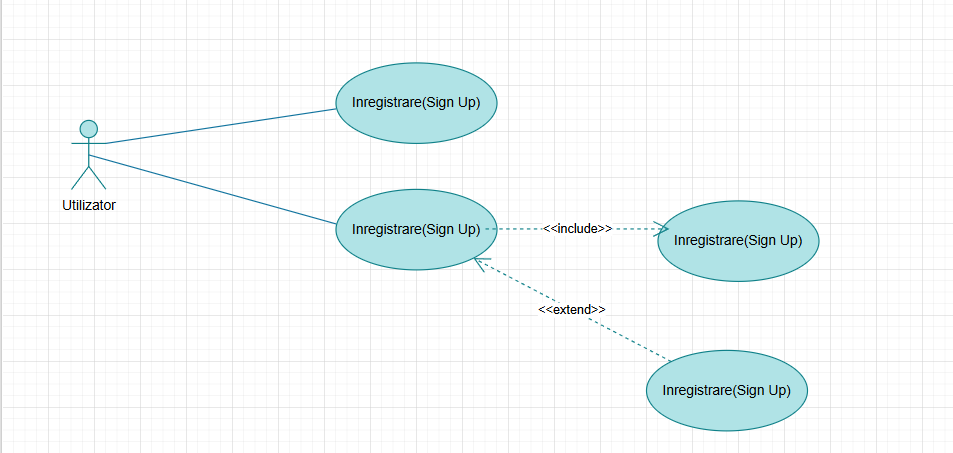 Inregistrare(Sign Up)
Utilizator
Inregistrare(Sign Up)
<<include>>
Inregistrare(Sign Up)
<<extend>>
Inregistrare(Sign Up)